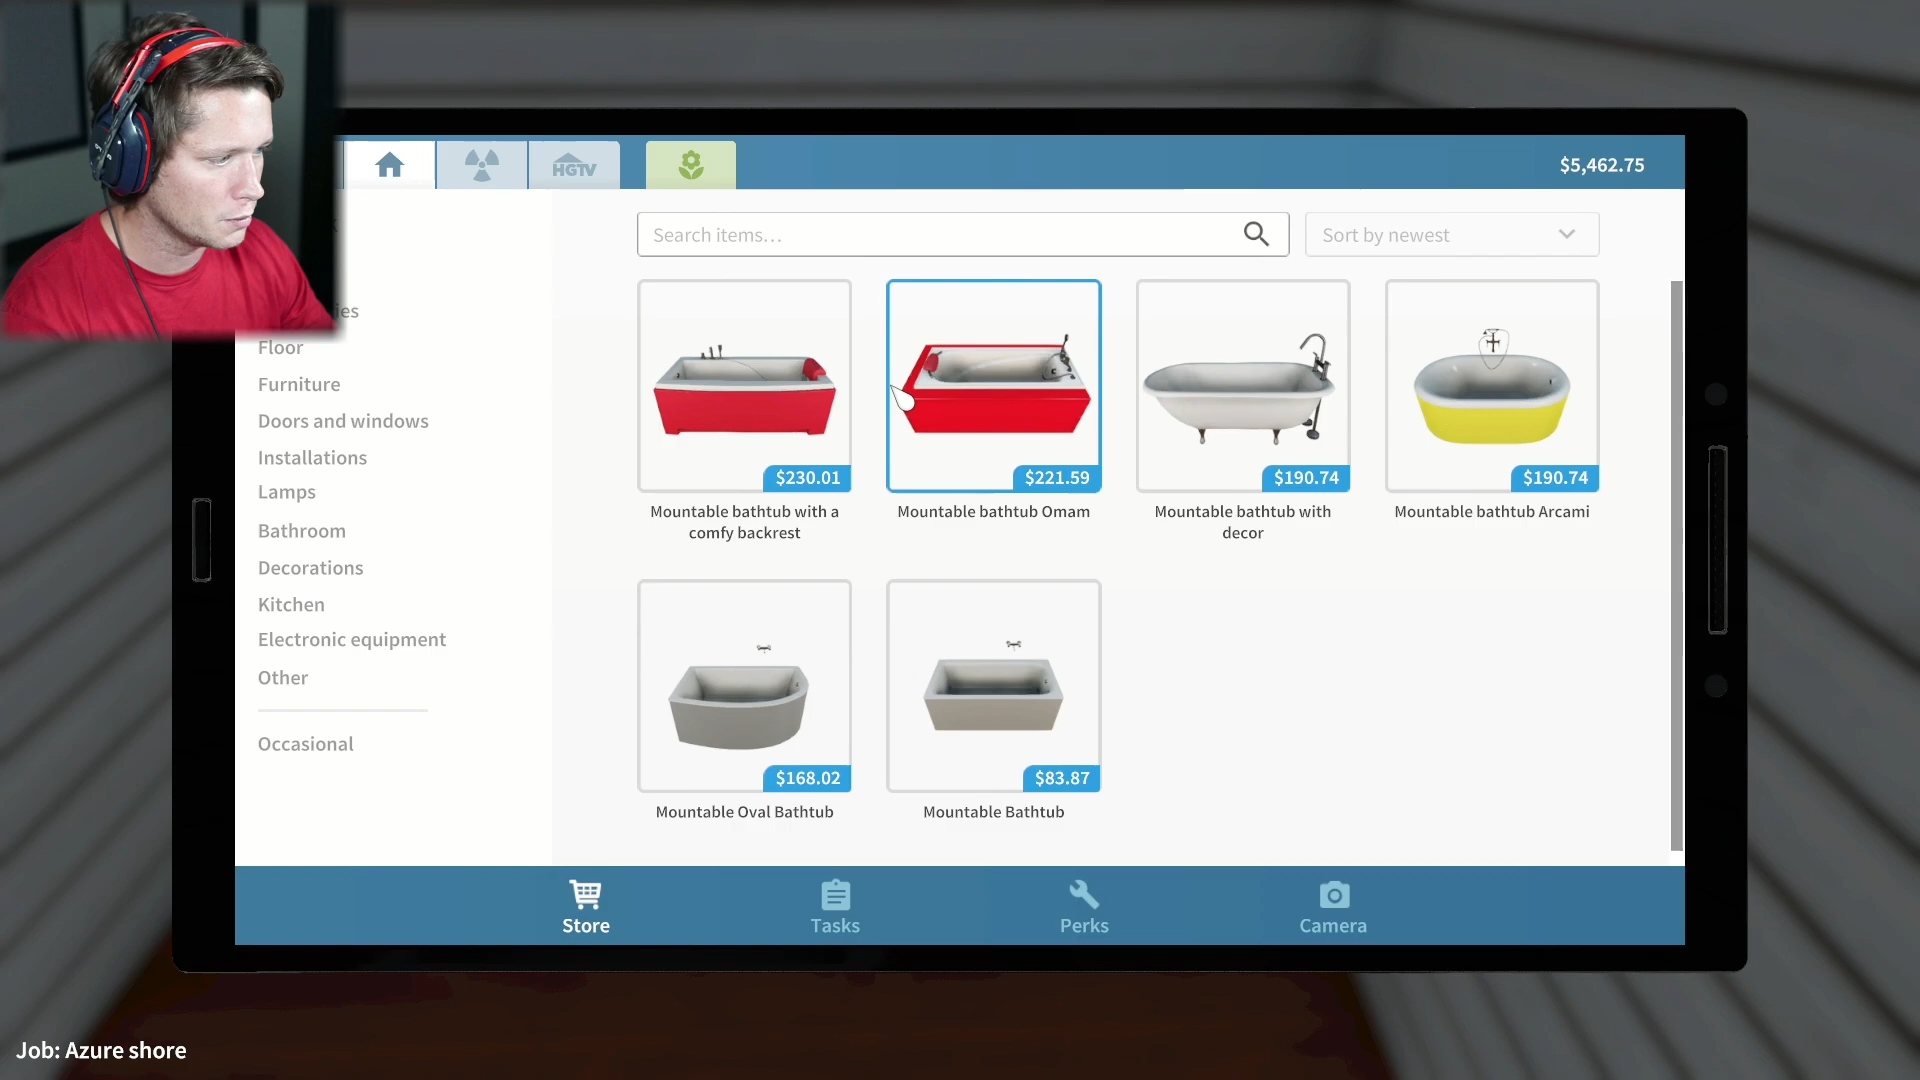 HGTV
$5,462.75
Search items...
Sort by newest
Floor
Furniture
Doors and windows
Installations
Lamps
Bathroom
Decorations
Kitchen
Electronic equipment
Other
Occasional
$230.01
Mountable bathtub with a
comfy backrest
$221.59
Mountable bathtub Omam
$190.74
Mountable bathtub with
decor
$190.74
Mountable bathtub Arcami
$168.02
Mountable Oval Bathtub
$83.87
Mountable Bathtub
Store
Tasks
Perks
Camera
Job: Azure shore